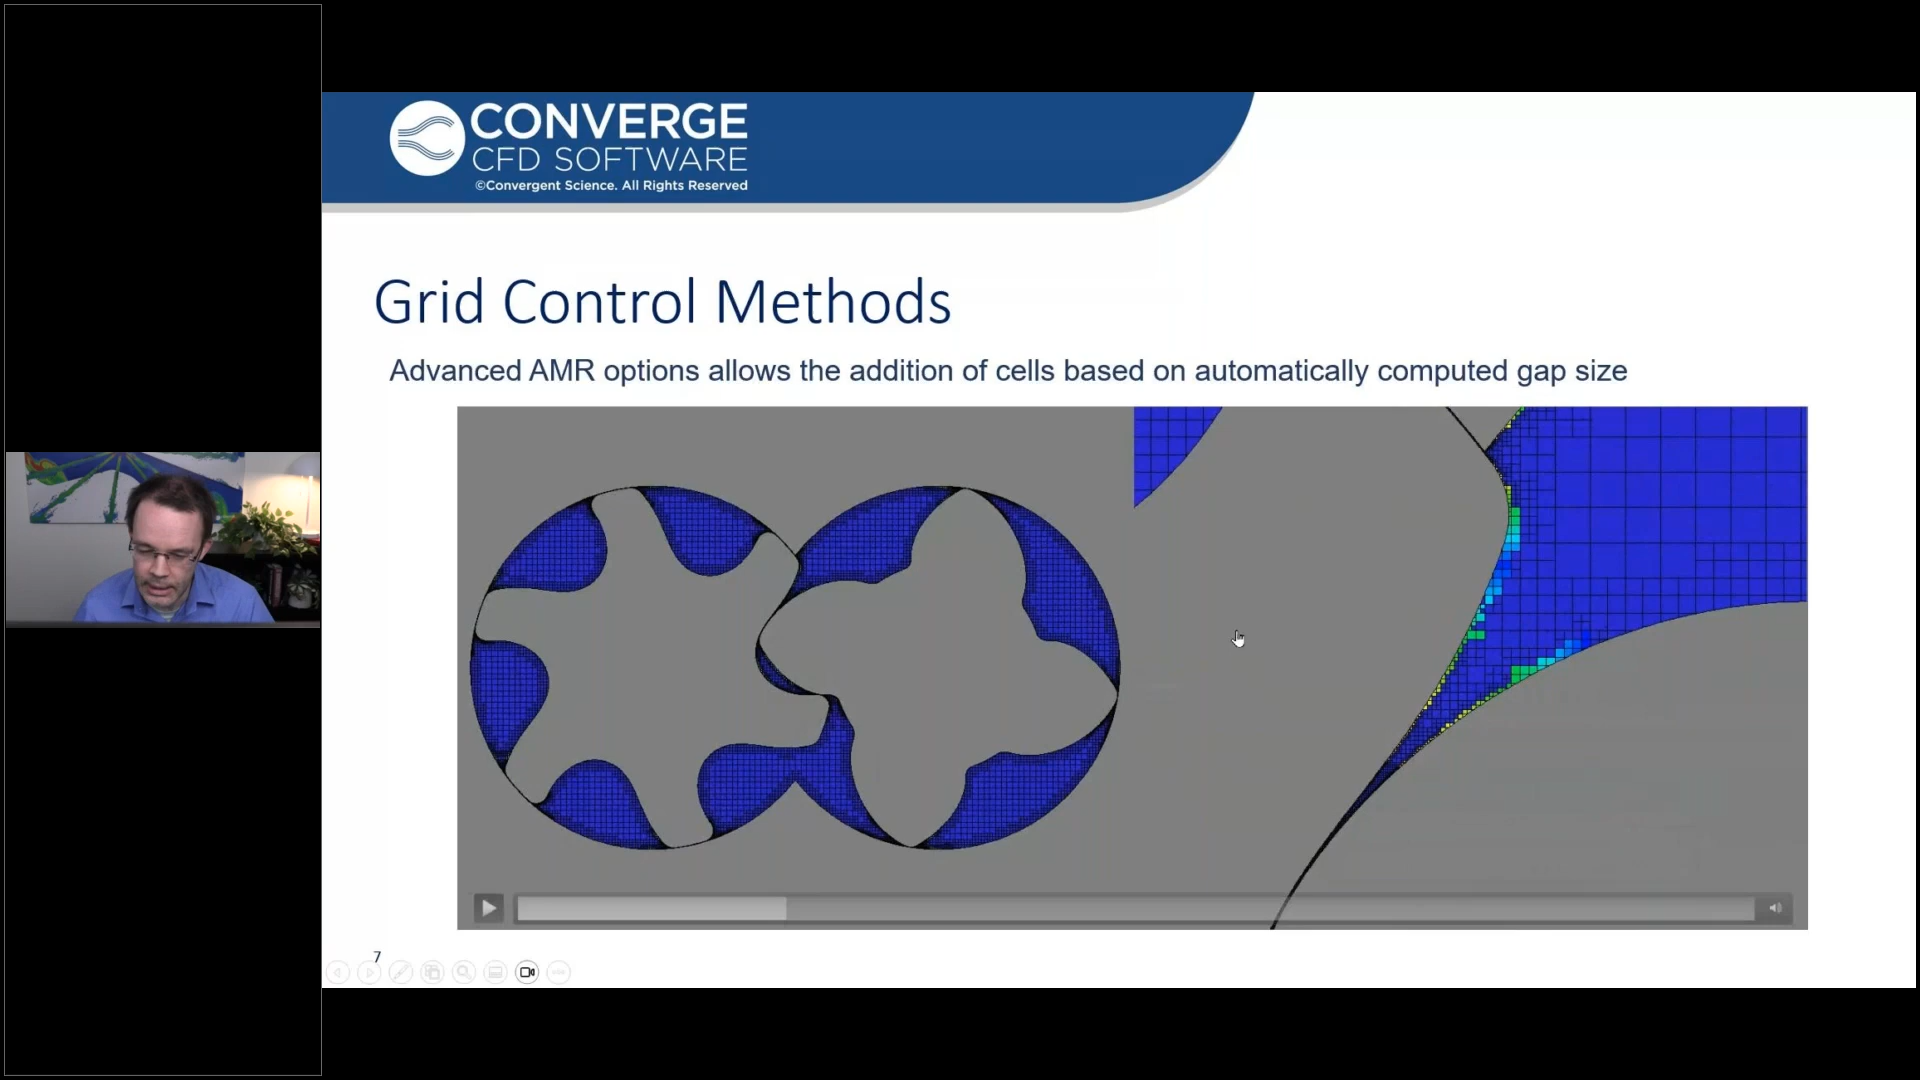 CONVERGE
CFD SOFTWARE
©Convergent Science. All Rights Reserved
Grid Control Methods
Advanced AMR options allows the addition of cells based on automatically computed gap size
7